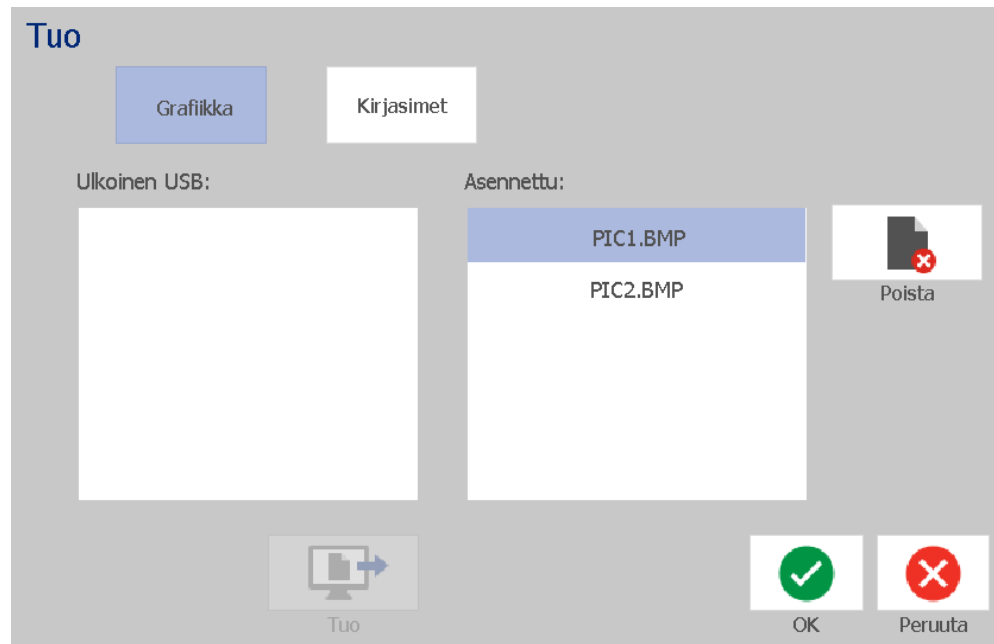 Tuo
Grafiikka
Kirjasimet
Ulkoinen USB:
Asennettu:
PIC1.BMP
PIC2.BMP
Poista
Tuo
OK
Peruuta